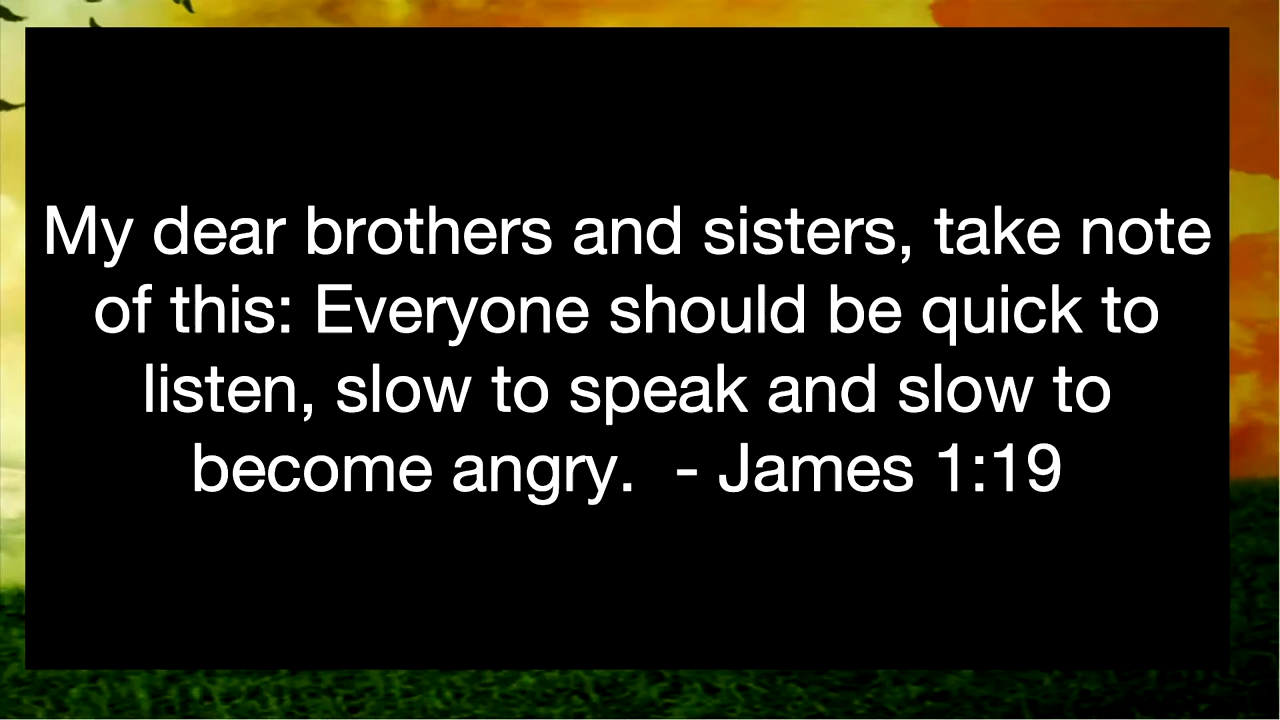 My dear brothers and sisters, take note
of this: Everyone should be quick to
listen, slow to speak and slow to
become angry.  - James 1:19